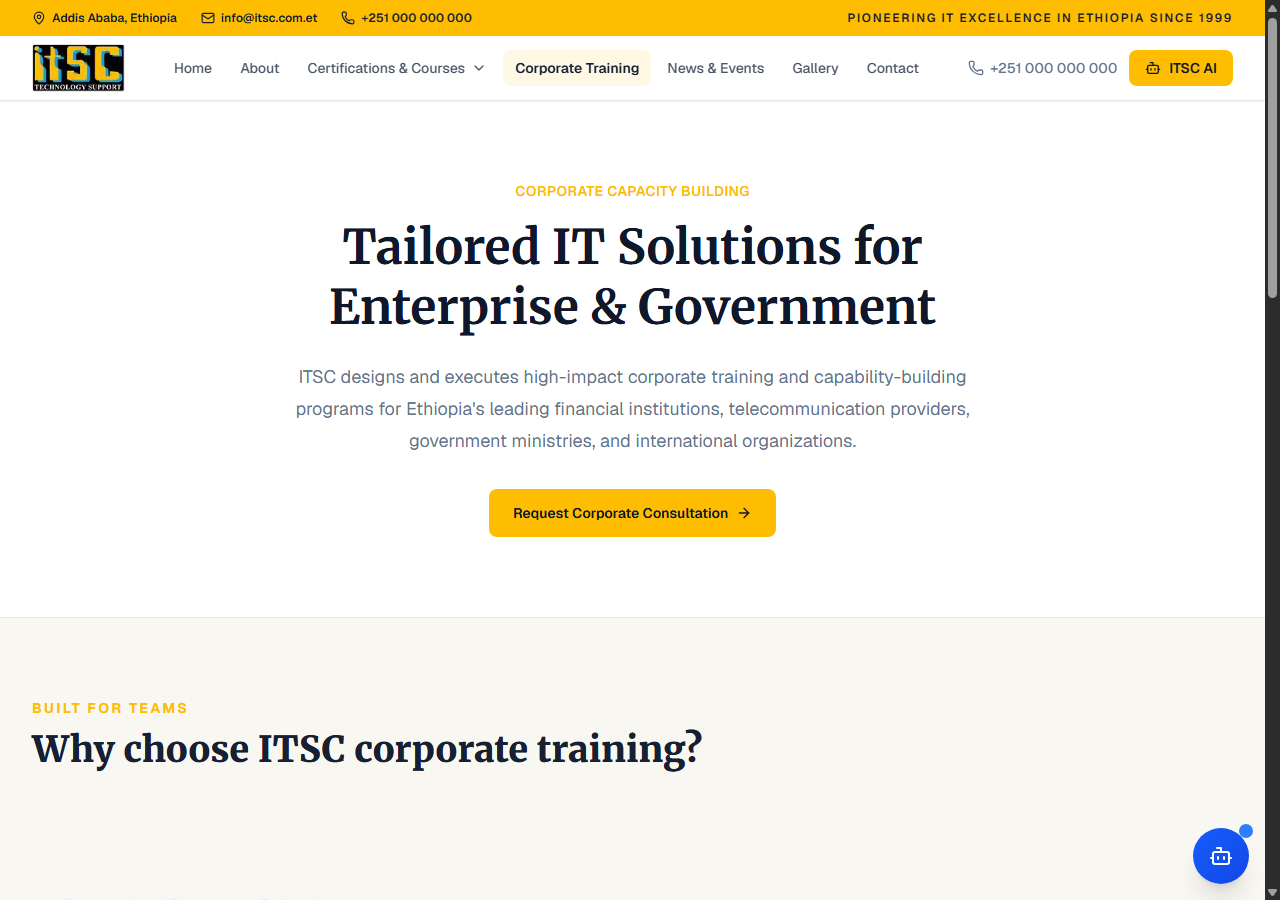 Addis Ababa, Ethiopia
info@itsc.com.et
+251 000 000 000
PIONEERING IT EXCELLENCE IN ETHIOPIA SINCE 1999
itSC
TECHNOLOGY SUPPORT
Home
About
Certifications & Courses
Corporate Training
News & Events
Gallery
Contact
+251 000 000 000
ITSC AI
CORPORATE CAPACITY BUILDING
Tailored IT Solutions for
Enterprise & Government
ITSC designs and executes high-impact corporate training and capability-building
programs for Ethiopia's leading financial institutions, telecommunication providers,
government ministries, and international organizations.
Request Corporate Consultation
BUILT FOR TEAMS
Why choose ITSC corporate training?